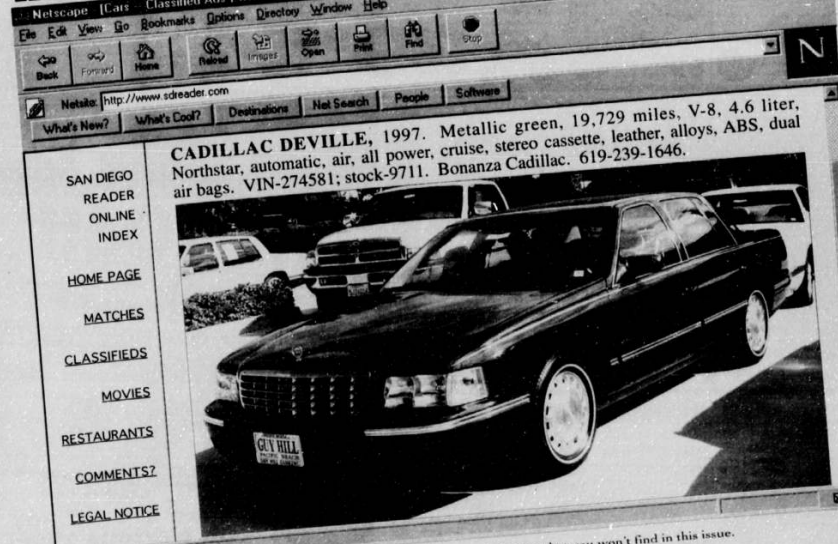 Netscape - [Cars - Classified Ads
File Edit View Go Bookmarks Options Directory Window Help
Back Forward Home Reload Images Open Print Find Stop
N
Netsite: http://www.sdreader.com
What's New? What's Cool? Destinations Net Search People Software
SAN DIEGO
READER
ONLINE
INDEX
HOME PAGE
MATCHES
CLASSIFIEDS
MOVIES
RESTAURANTS
COMMENTS?
LEGAL NOTICE
CADILLAC DEVILLE, 1997. Metallic green, 19,729 miles, V-8, 4.6 liter,
Northstar, automatic, air, all power, cruise, stereo cassette, leather, alloys, ABS, dual
air bags. VIN-274581; stock-9711. Bonanza Cadillac. 619-239-1646.
GUY HILL
PACIFIC BEACH
you won't find in this issue.